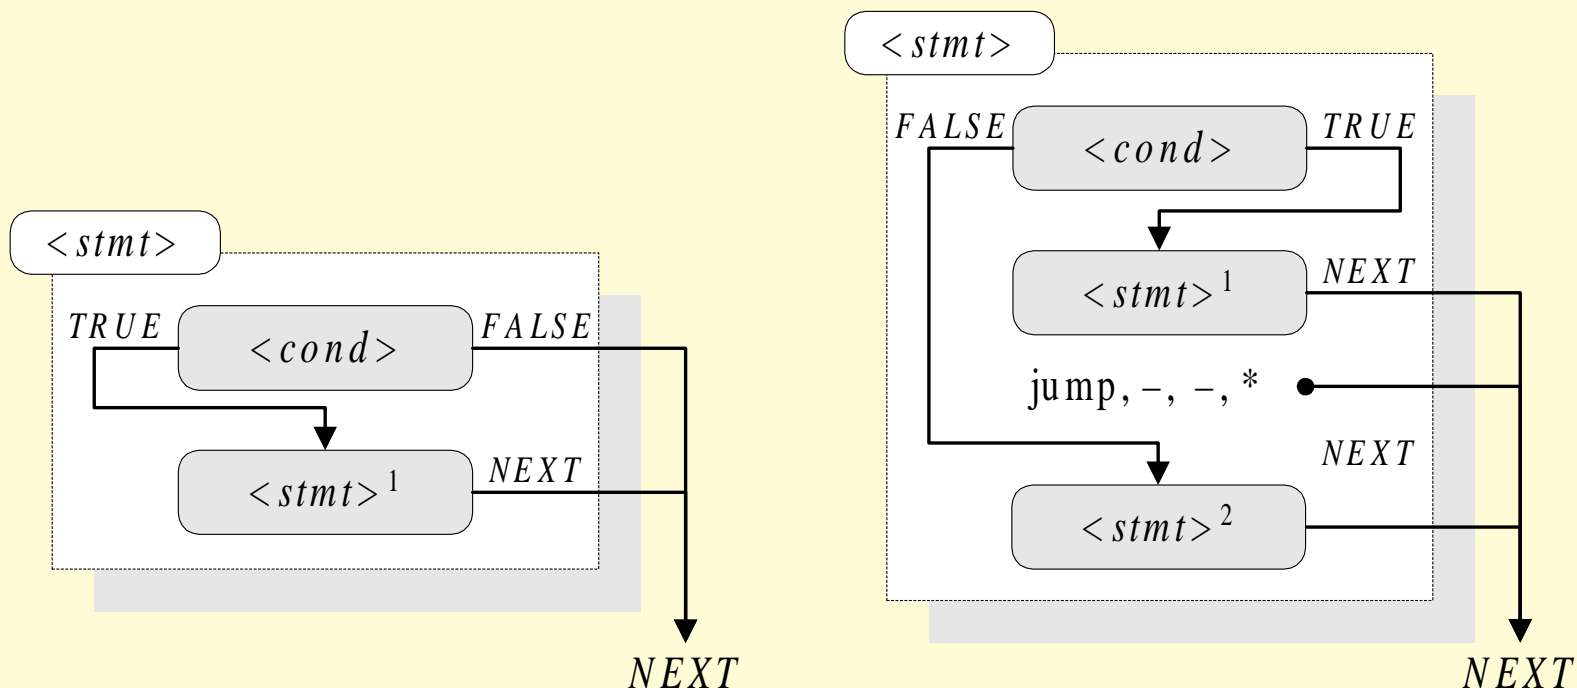 <stmt>
TRUE
<cond>
FALSE
<stmt>1
NEXT
NEXT
<stmt>
FALSE
<cond>
TRUE
<stmt>1
NEXT
jump, –, –, *
NEXT
<stmt>2
NEXT